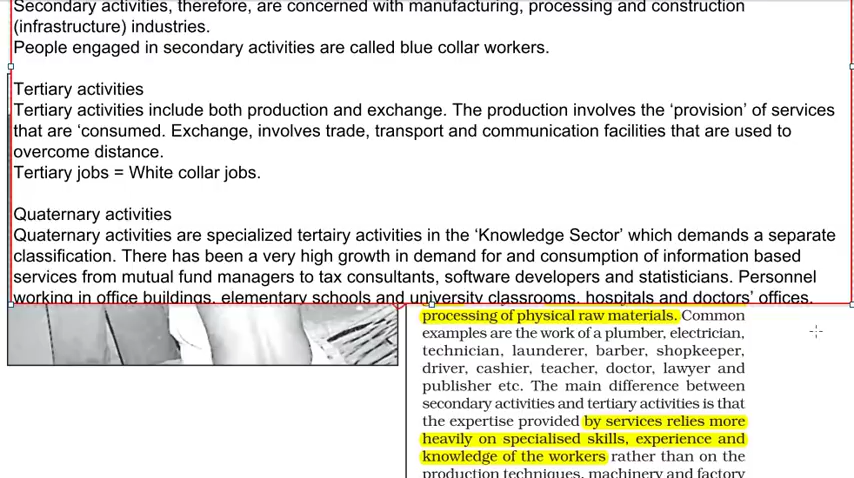 Secondary activities, therefore, are concerned with manufacturing, processing and construction
(infrastructure) industries.
People engaged in secondary activities are called blue collar workers.
Tertiary activities
Tertiary activities include both production and exchange. The production involves the ‘provision’ of services
that are ‘consumed. Exchange, involves trade, transport and communication facilities that are used to
overcome distance.
Tertiary jobs = White collar jobs.
Quaternary activities
Quaternary activities are specialized tertairy activities in the ‘Knowledge Sector’ which demands a separate
classification. There has been a very high growth in demand for and consumption of information based
services from mutual fund managers to tax consultants, software developers and statisticians. Personnel
working in office buildings, elementary schools and university classrooms, hospitals and doctors’ offices,
processing of physical raw materials. Common
examples are the work of a plumber, electrician,
technician, launderer, barber, shopkeeper,
driver, cashier, teacher, doctor, lawyer and
publisher etc. The main difference between
secondary activities and tertiary activities is that
the expertise provided by services relies more
heavily on specialised skills, experience and
knowledge of the workers rather than on the
production techniques, machinery and factory